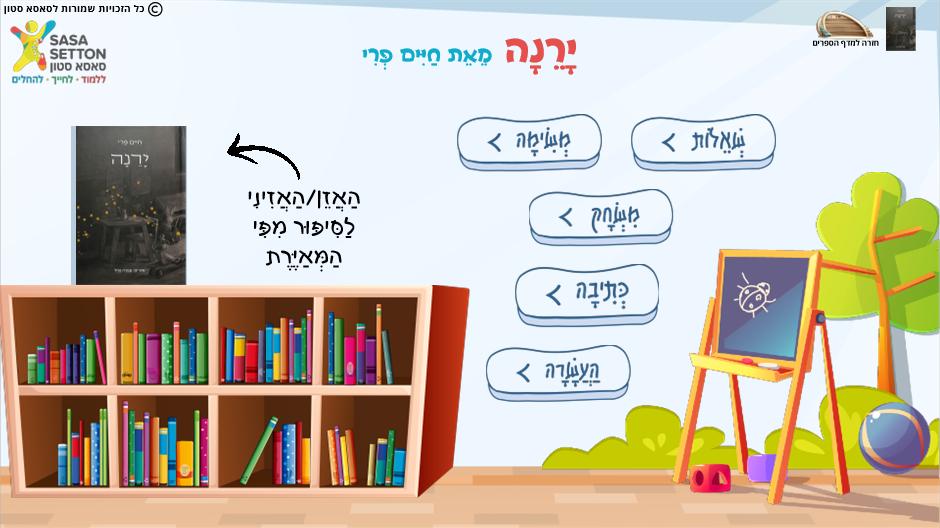 © כל הזכויות שמורות לסאסא סטון
SASA
SETTON
סאסא סטון
ללמוד • לחייך • להחלים
יָרֵנָה מֵאֵת חַיִּים פְּרִי
חזרה למדף הספרים
חיים פרי
יָרֵנָה
הַאֲזֵן/הַאֲזִינִי
לַסִּיפּוּר מִפִּי
הַמְּאַיֶּרֶת
שְׁאֵלוֹת >
מְשִׂימָה >
מִשְׂחָק >
כְּתִיבָה >
הַעֲשָׂרָה >